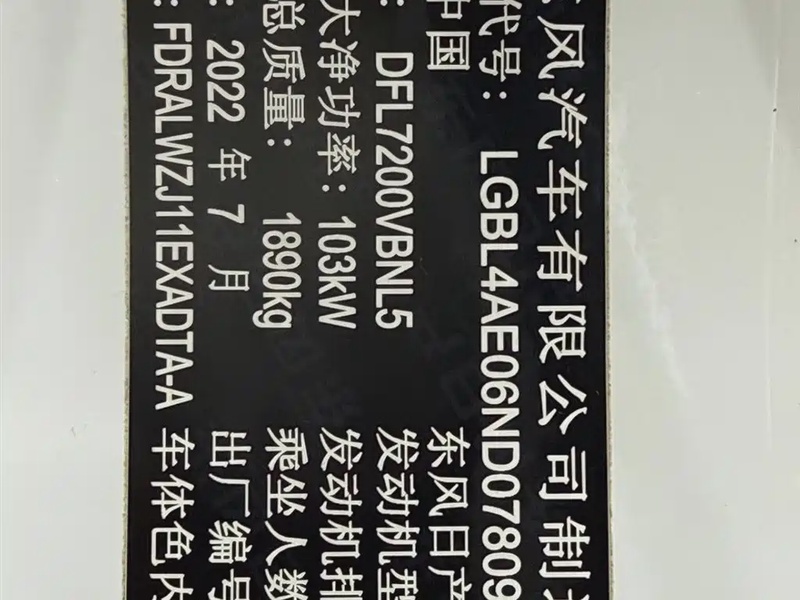 风汽车有限公司制
代号: LGBL4AE06ND07809
中国 东风日产
: DFL7200VBNL5 发动机型
大净功率: 103kW 发动机排
总质量: 1890kg 乘坐人数
: 2022 年 7 月 出厂编号
: FDRALWZJ11EXADTA-A 车体色内